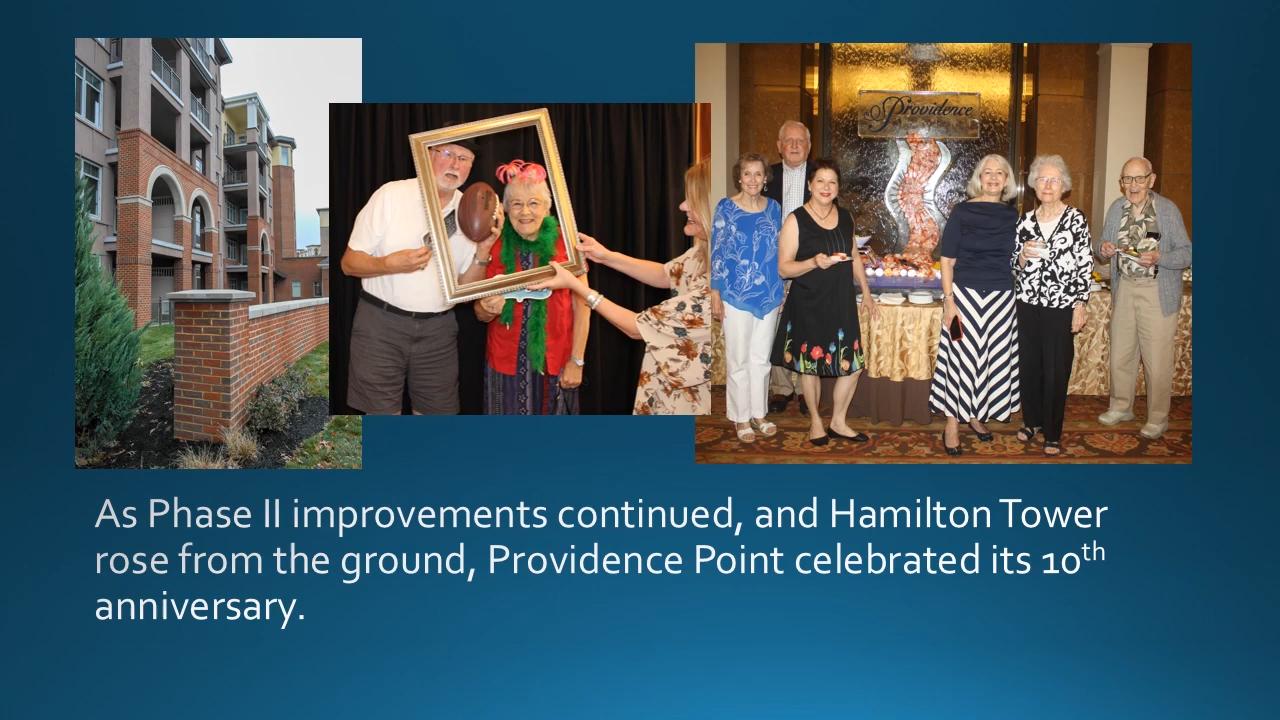 Providence
As Phase II improvements continued, and Hamilton Tower
rose from the ground, Providence Point celebrated its 10th
anniversary.